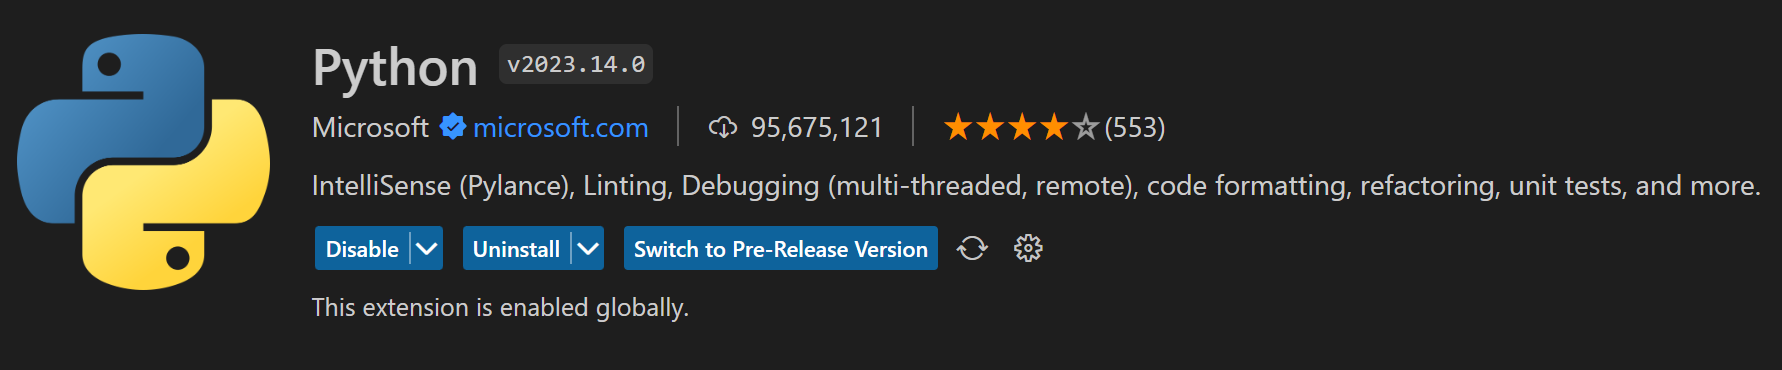 Python v2023.14.0
Microsoft microsoft.com 95,675,121 (553)
IntelliSense (Pylance), Linting, Debugging (multi-threaded, remote), code formatting, refactoring, unit tests, and more.
Disable Uninstall Switch to Pre-Release Version
This extension is enabled globally.